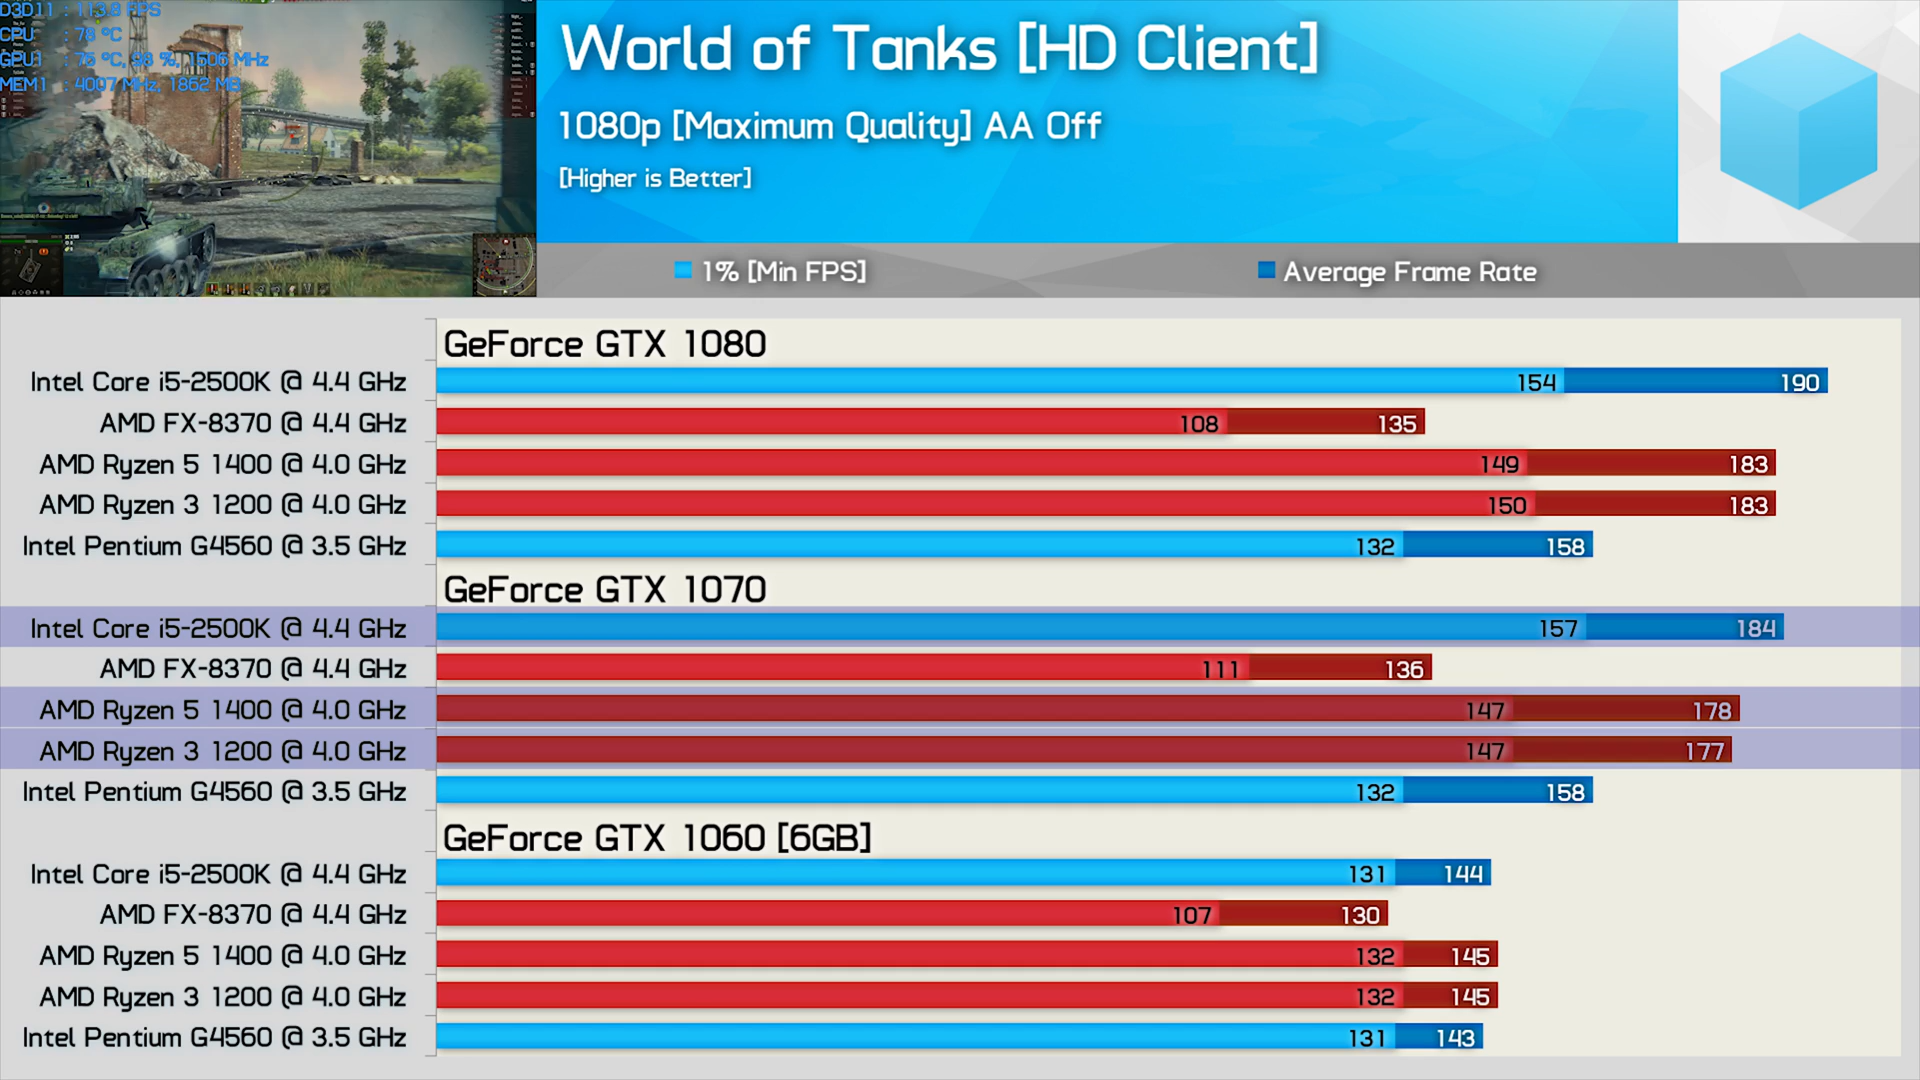 D3D11 : 113.8 FPS
CPU : 78 °C
GPU1 : 75 °C, 98 %, 1506 MHz
MEM1 : 4007 MHz, 1862 MB
World of Tanks [HD Client]
1080p [Maximum Quality] AA Off
[Higher is Better]
1% [Min FPS] Average Frame Rate
GeForce GTX 1080
Intel Core i5-2500K @ 4.4 GHz 154 190
AMD FX-8370 @ 4.4 GHz 108 135
AMD Ryzen 5 1400 @ 4.0 GHz 149 183
AMD Ryzen 3 1200 @ 4.0 GHz 150 183
Intel Pentium G4560 @ 3.5 GHz 132 158
GeForce GTX 1070
Intel Core i5-2500K @ 4.4 GHz 157 184
AMD FX-8370 @ 4.4 GHz 111 136
AMD Ryzen 5 1400 @ 4.0 GHz 147 178
AMD Ryzen 3 1200 @ 4.0 GHz 147 177
Intel Pentium G4560 @ 3.5 GHz 132 158
GeForce GTX 1060 [6GB]
Intel Core i5-2500K @ 4.4 GHz 131 144
AMD FX-8370 @ 4.4 GHz 107 130
AMD Ryzen 5 1400 @ 4.0 GHz 132 145
AMD Ryzen 3 1200 @ 4.0 GHz 132 145
Intel Pentium G4560 @ 3.5 GHz 131 143